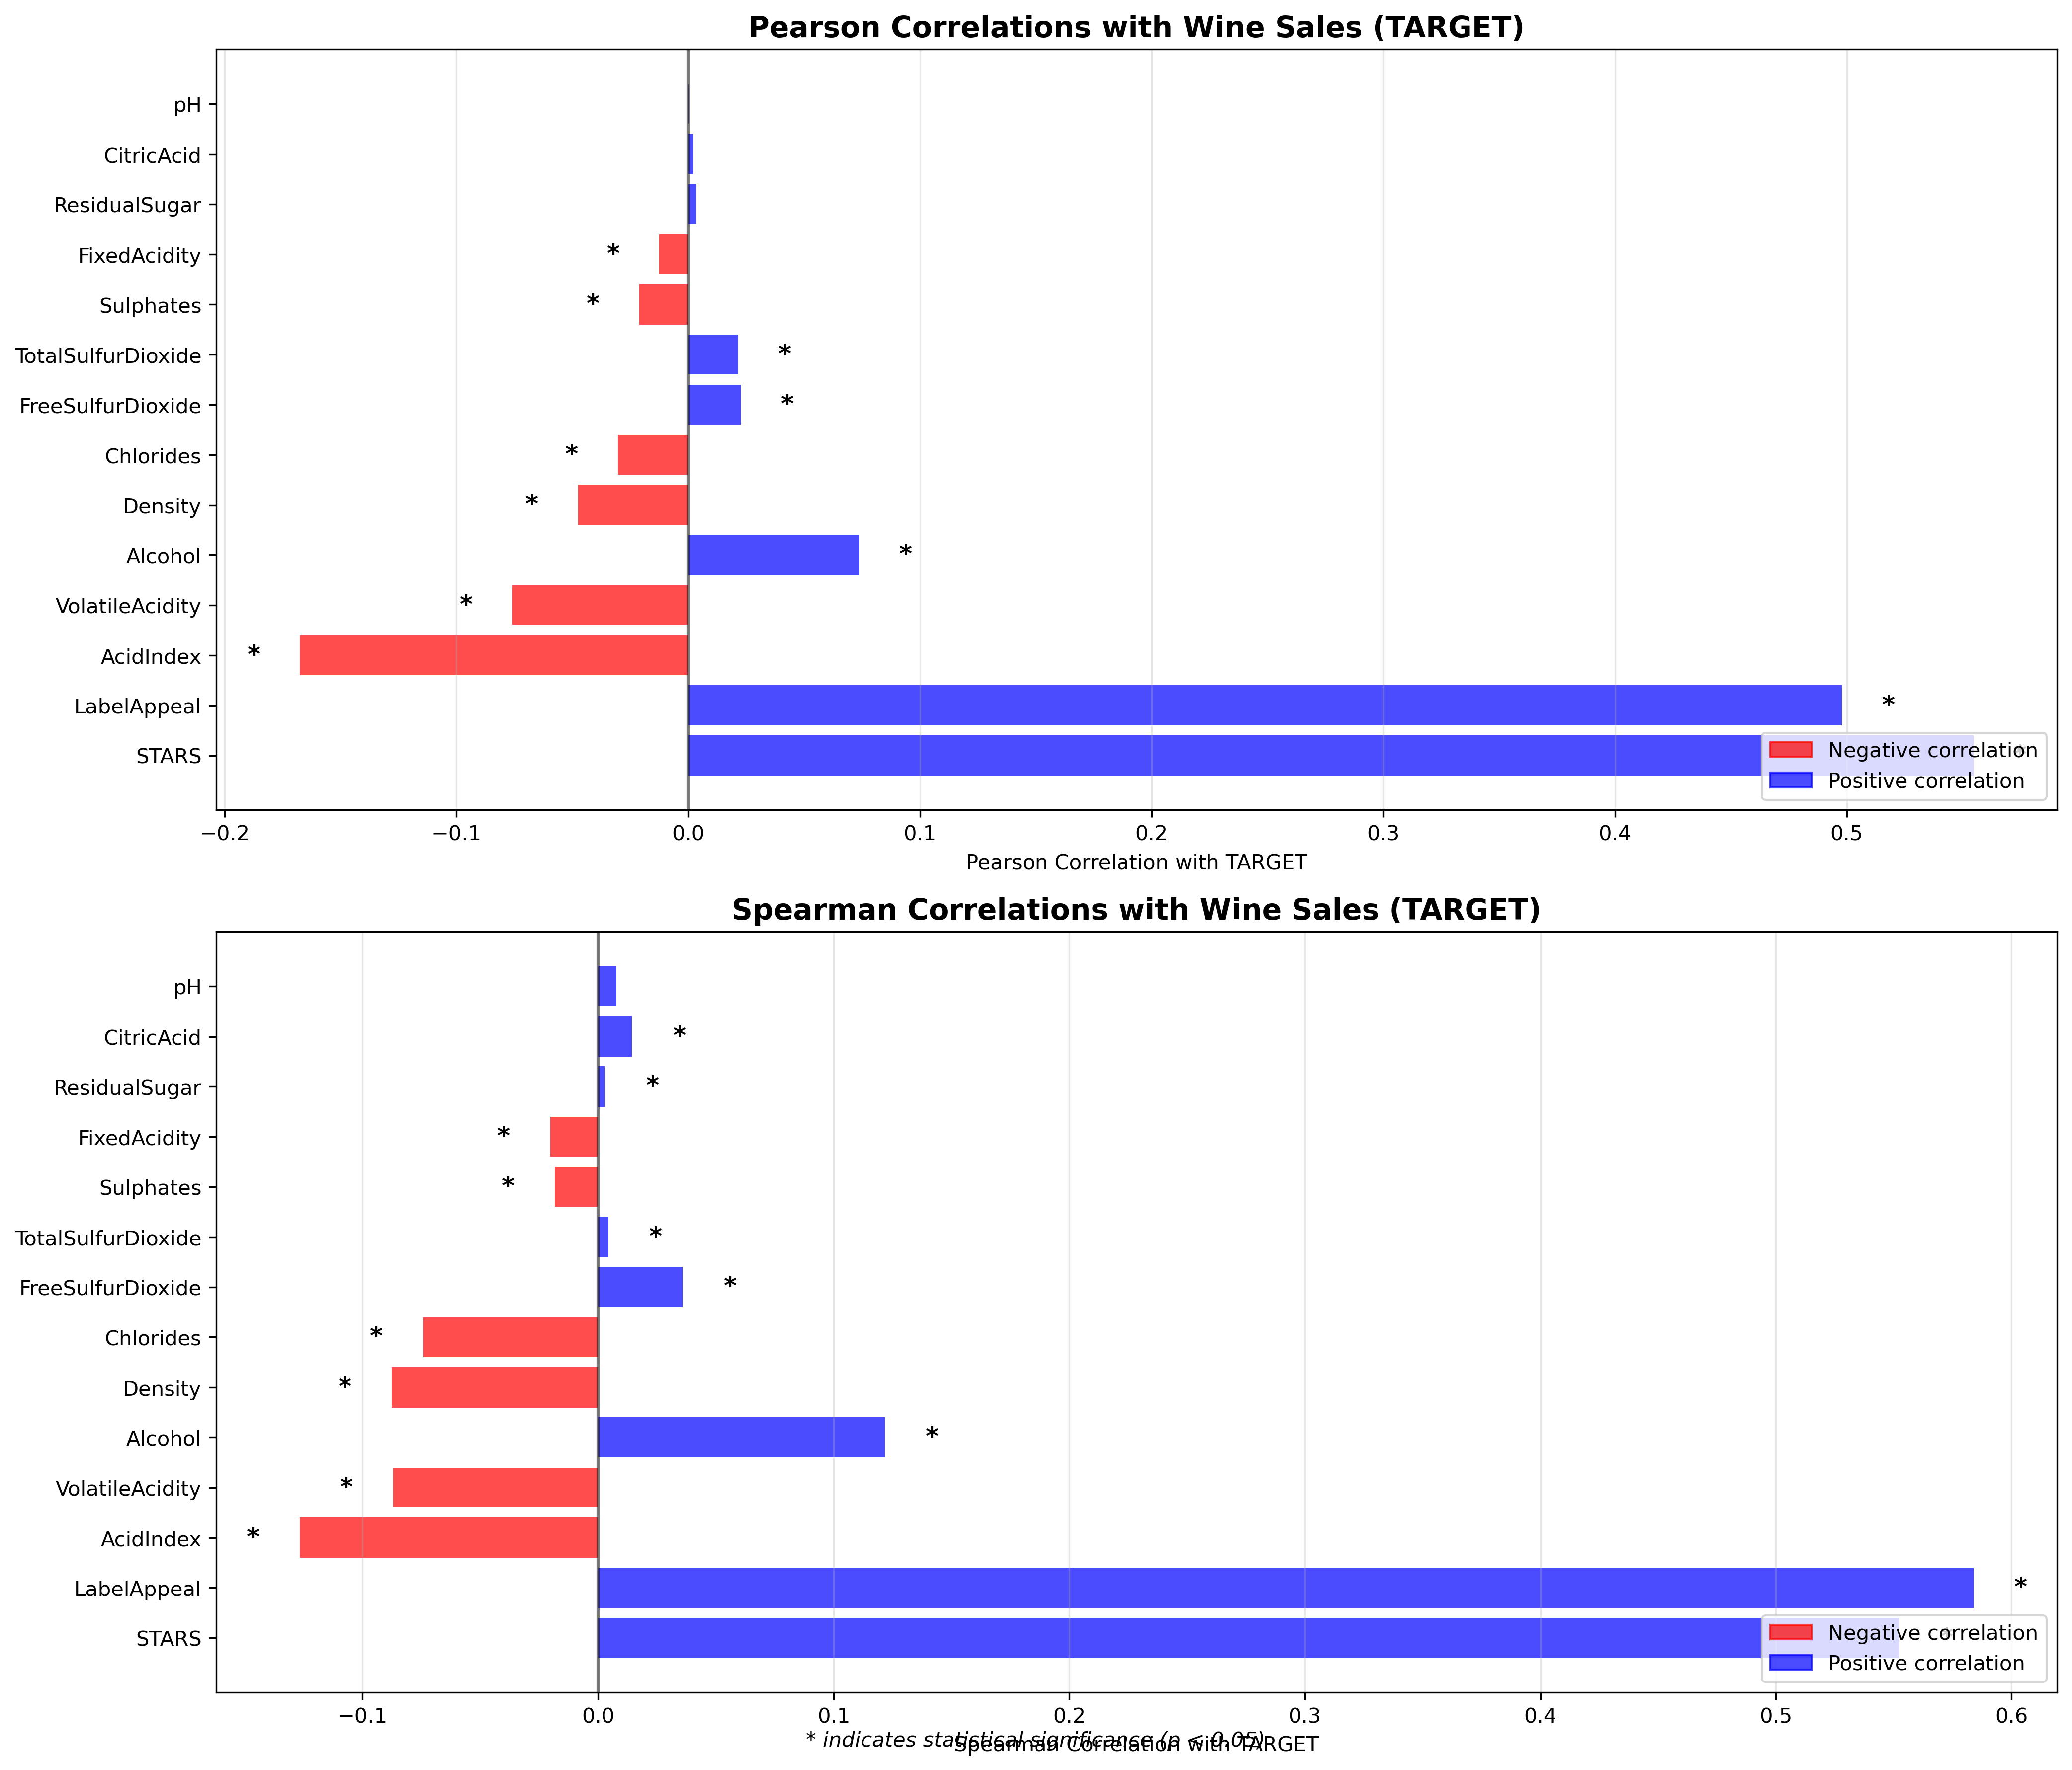 Pearson Correlations with Wine Sales (TARGET)
pH
CitricAcid
ResidualSugar
FixedAcidity
*
Sulphates
*
TotalSulfurDioxide
*
FreeSulfurDioxide
*
Chlorides
*
Density
*
Alcohol
*
VolatileAcidity
*
AcidIndex
*
LabelAppeal
*
STARS
Negative correlation
Positive correlation
−0.2 −0.1 0.0 0.1 0.2 0.3 0.4 0.5
Pearson Correlation with TARGET
Spearman Correlations with Wine Sales (TARGET)
pH
CitricAcid
*
ResidualSugar
*
FixedAcidity
*
Sulphates
*
TotalSulfurDioxide
*
FreeSulfurDioxide
*
Chlorides
*
Density
*
Alcohol
*
VolatileAcidity
*
AcidIndex
*
LabelAppeal
*
STARS
Negative correlation
Positive correlation
−0.1 0.0 0.1 0.2 0.3 0.4 0.5 0.6
* indicates statistical significance (p < 0.05)
Spearman Correlation with TARGET